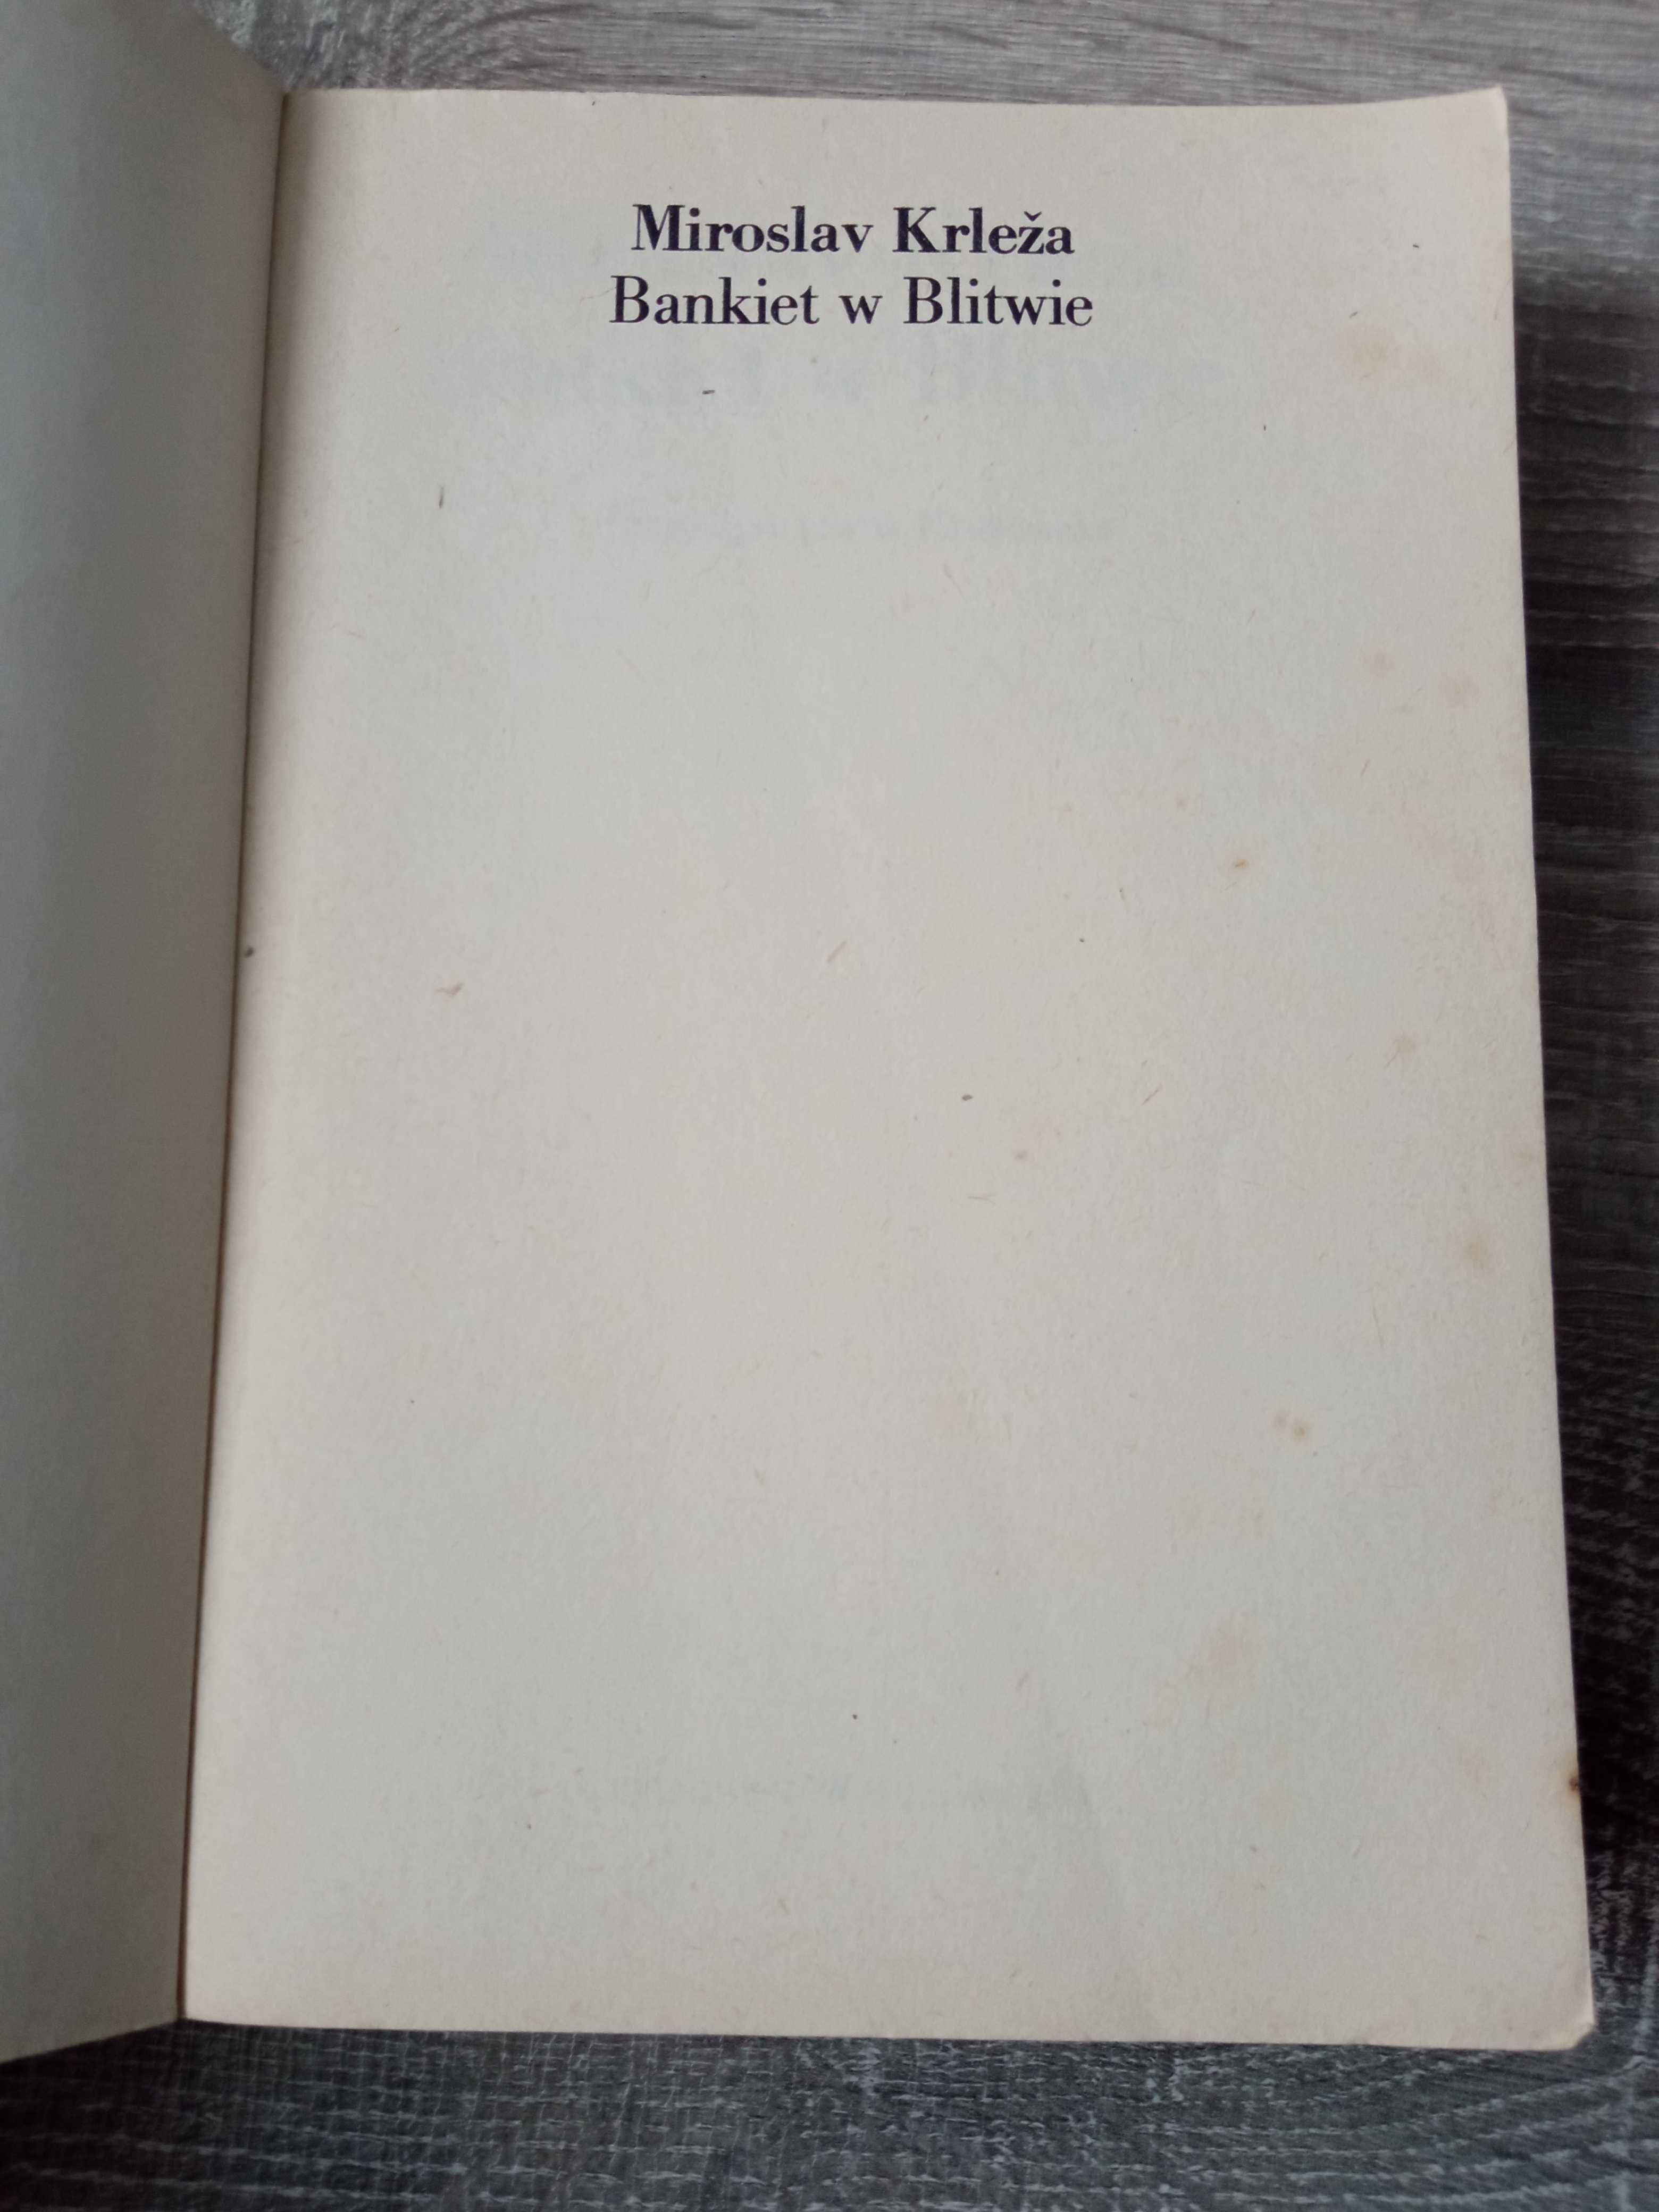 Miroslav Krleža
Bankiet w Blitwie